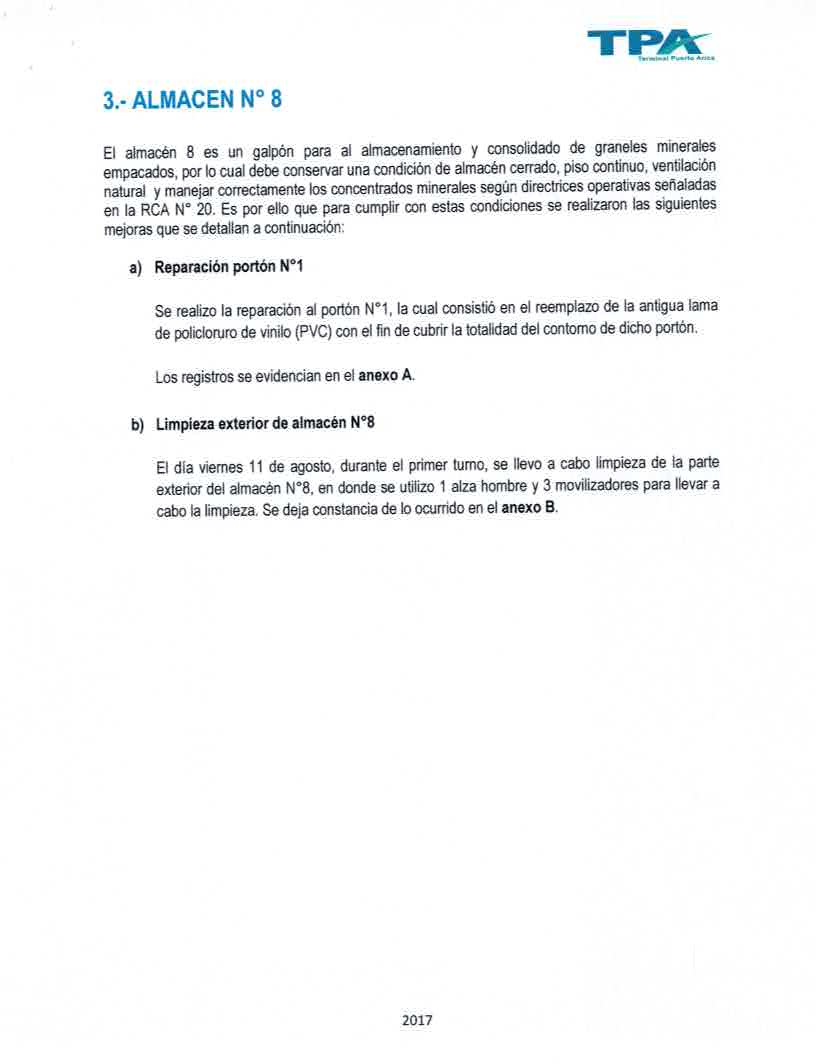 TPA
Terminal Puerto Arica
3.- ALMACEN N° 8
El almacén 8 es un galpón para al almacenamiento y consolidado de graneles minerales
empacados, por lo cual debe conservar una condición de almacén cerrado, piso continuo, ventilación
natural y manejar correctamente los concentrados minerales según directrices operativas señaladas
en la RCA N° 20. Es por ello que para cumplir con estas condiciones se realizaron las siguientes
mejoras que se detallan a continuación:
a) Reparación portón N°1
Se realizo la reparación al portón N°1, la cual consistió en el reemplazo de la antigua lama
de policloruro de vinilo (PVC) con el fin de cubrir la totalidad del contorno de dicho portón.
Los registros se evidencian en el anexo A.
b) Limpieza exterior de almacén N°8
El día viernes 11 de agosto, durante el primer turno, se llevo a cabo limpieza de la parte
exterior del almacén N°8, en donde se utilizo 1 alza hombre y 3 movilizadores para llevar a
cabo la limpieza. Se deja constancia de lo ocurrido en el anexo B.
2017